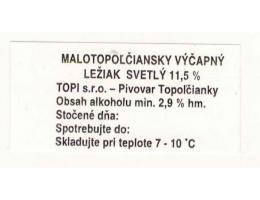 MALOTOPOĽČIANSKY VÝČAPNÝ
LEŽIAK SVETLÝ 11,5 %
TOPI s.r.o. – Pivovar Topoľčianky
Obsah alkoholu min. 2,9 % hm.
Stočené dňa:
Spotrebujte do:
Skladujte pri teplote 7 - 10 °C